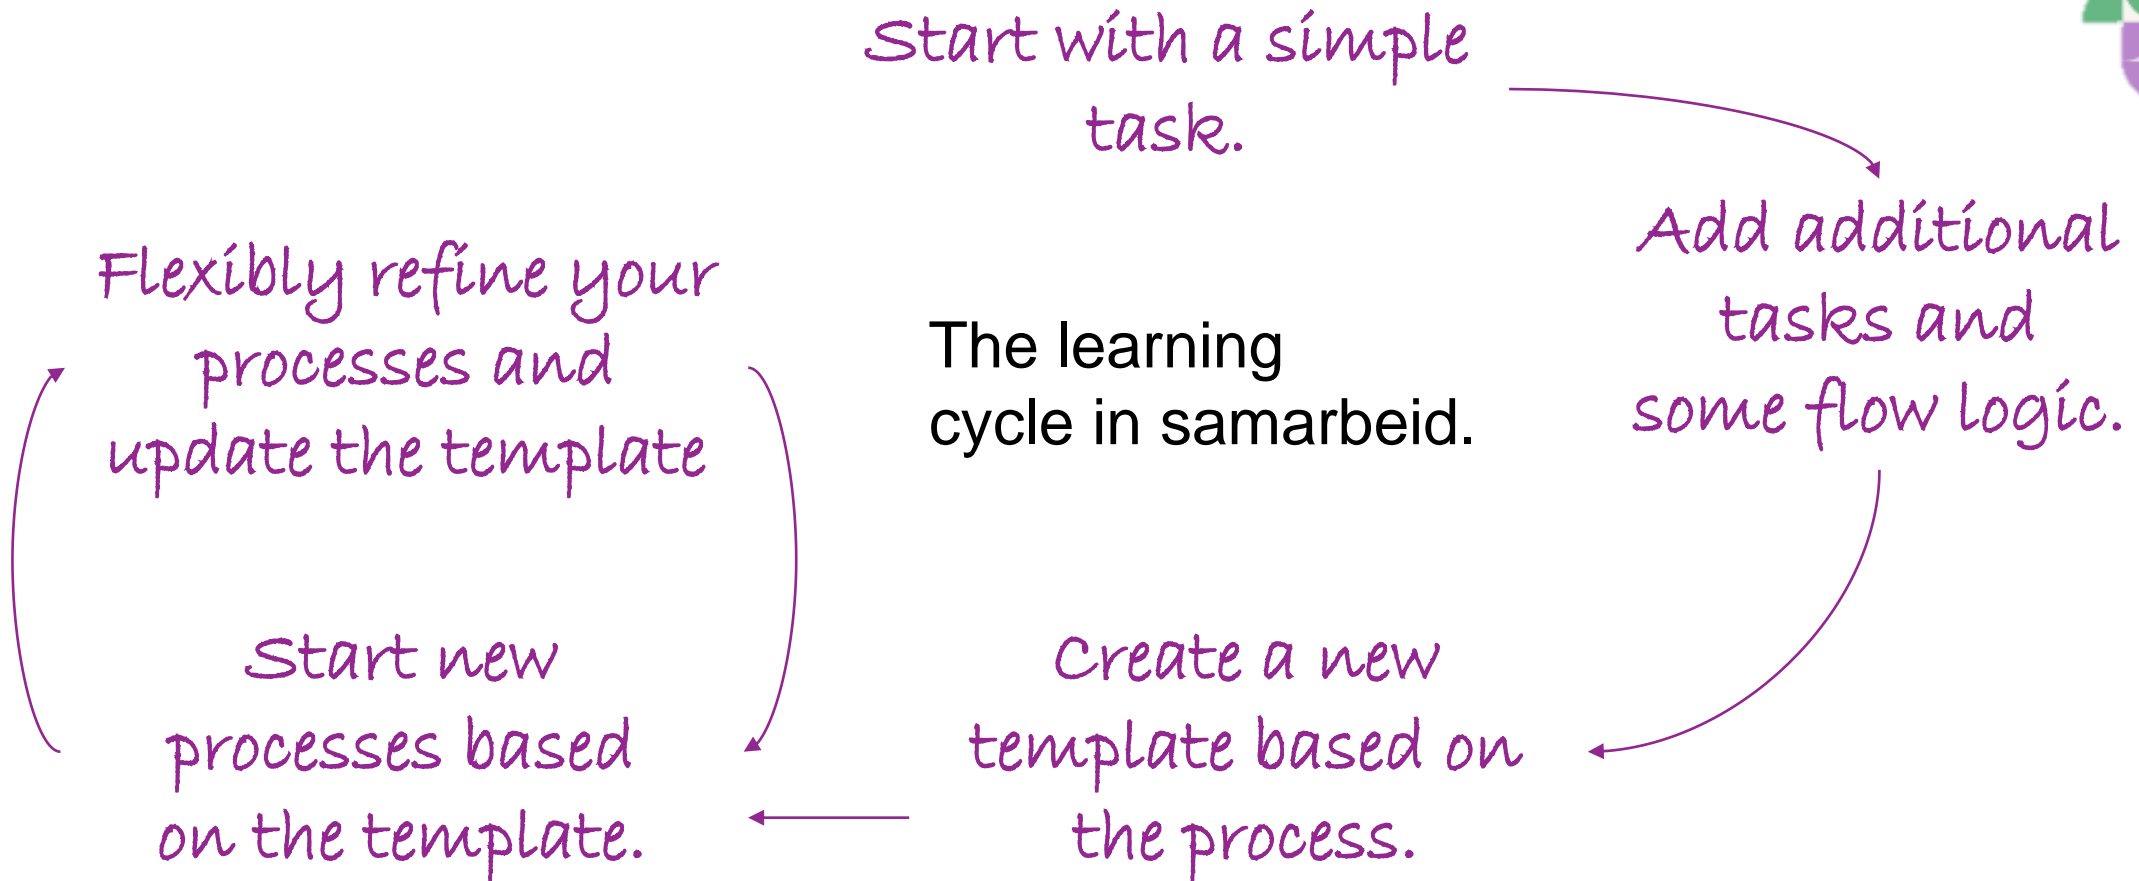 Start with a simple
task.
Add additional
tasks and
some flow logic.
Flexibly refine your
processes and
update the template
The learning
cycle in samarbeid.
Start new
processes based
on the template.
Create a new
template based on
the process.